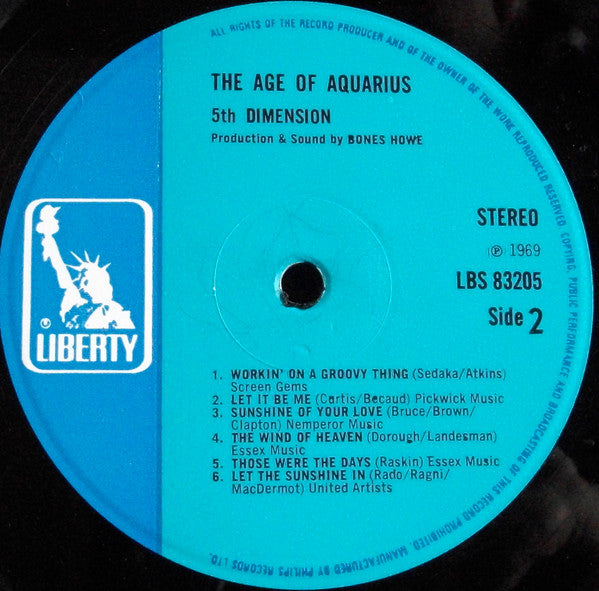 ALL RIGHTS OF THE RECORD PRODUCER AND OF THE OWNER OF THE WORK REPRODUCED RESERVED. COPYING, PUBLIC PERFORMANCE AND BROADCASTING OF THIS RECORD PROHIBITED. MANUFACTURED BY PHILIPS RECORDS LTD.
THE AGE OF AQUARIUS
5th DIMENSION
Production & Sound by BONES HOWE
STEREO
℗ 1969
LBS 83205
Side 2
LIBERTY
1. WORKIN' ON A GROOVY THING (Sedaka/Atkins)
Screen Gems
2. LET IT BE ME (Curtis/Becaud) Pickwick Music
3. SUNSHINE OF YOUR LOVE (Bruce/Brown/
Clapton) Nemperor Music
4. THE WIND OF HEAVEN (Dorough/Landesman)
Essex Music
5. THOSE WERE THE DAYS (Raskin) Essex Music
6. LET THE SUNSHINE IN (Rado/Ragni/
MacDermot) United Artists